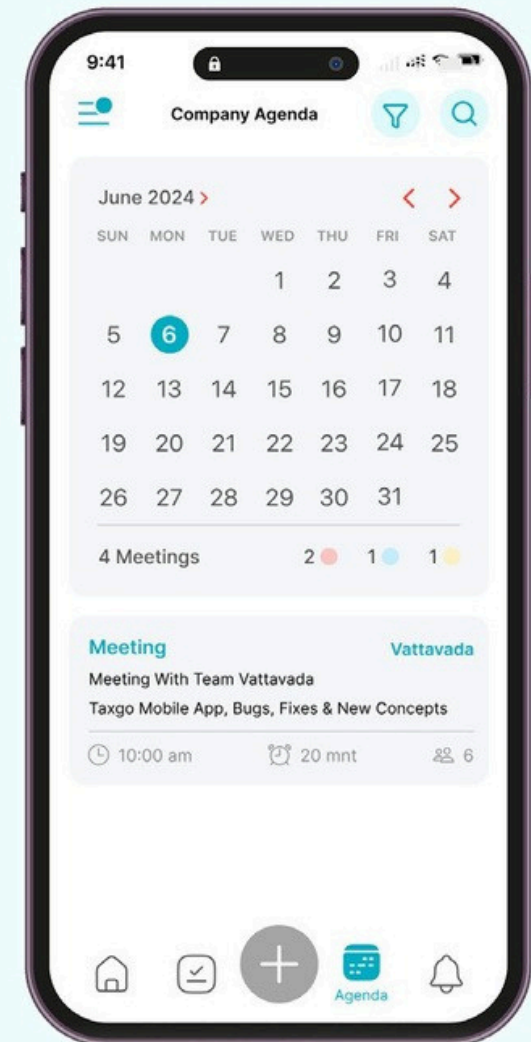 9:41
Company Agenda
June 2024 >
SUN MON TUE WED THU FRI SAT
1 2 3 4
5 6 7 8 9 10 11
12 13 14 15 16 17 18
19 20 21 22 23 24 25
26 27 28 29 30 31
4 Meetings 2 1 1
Meeting Vattavada
Meeting With Team Vattavada
Taxgo Mobile App, Bugs, Fixes & New Concepts
10:00 am 20 mnt 6
Agenda